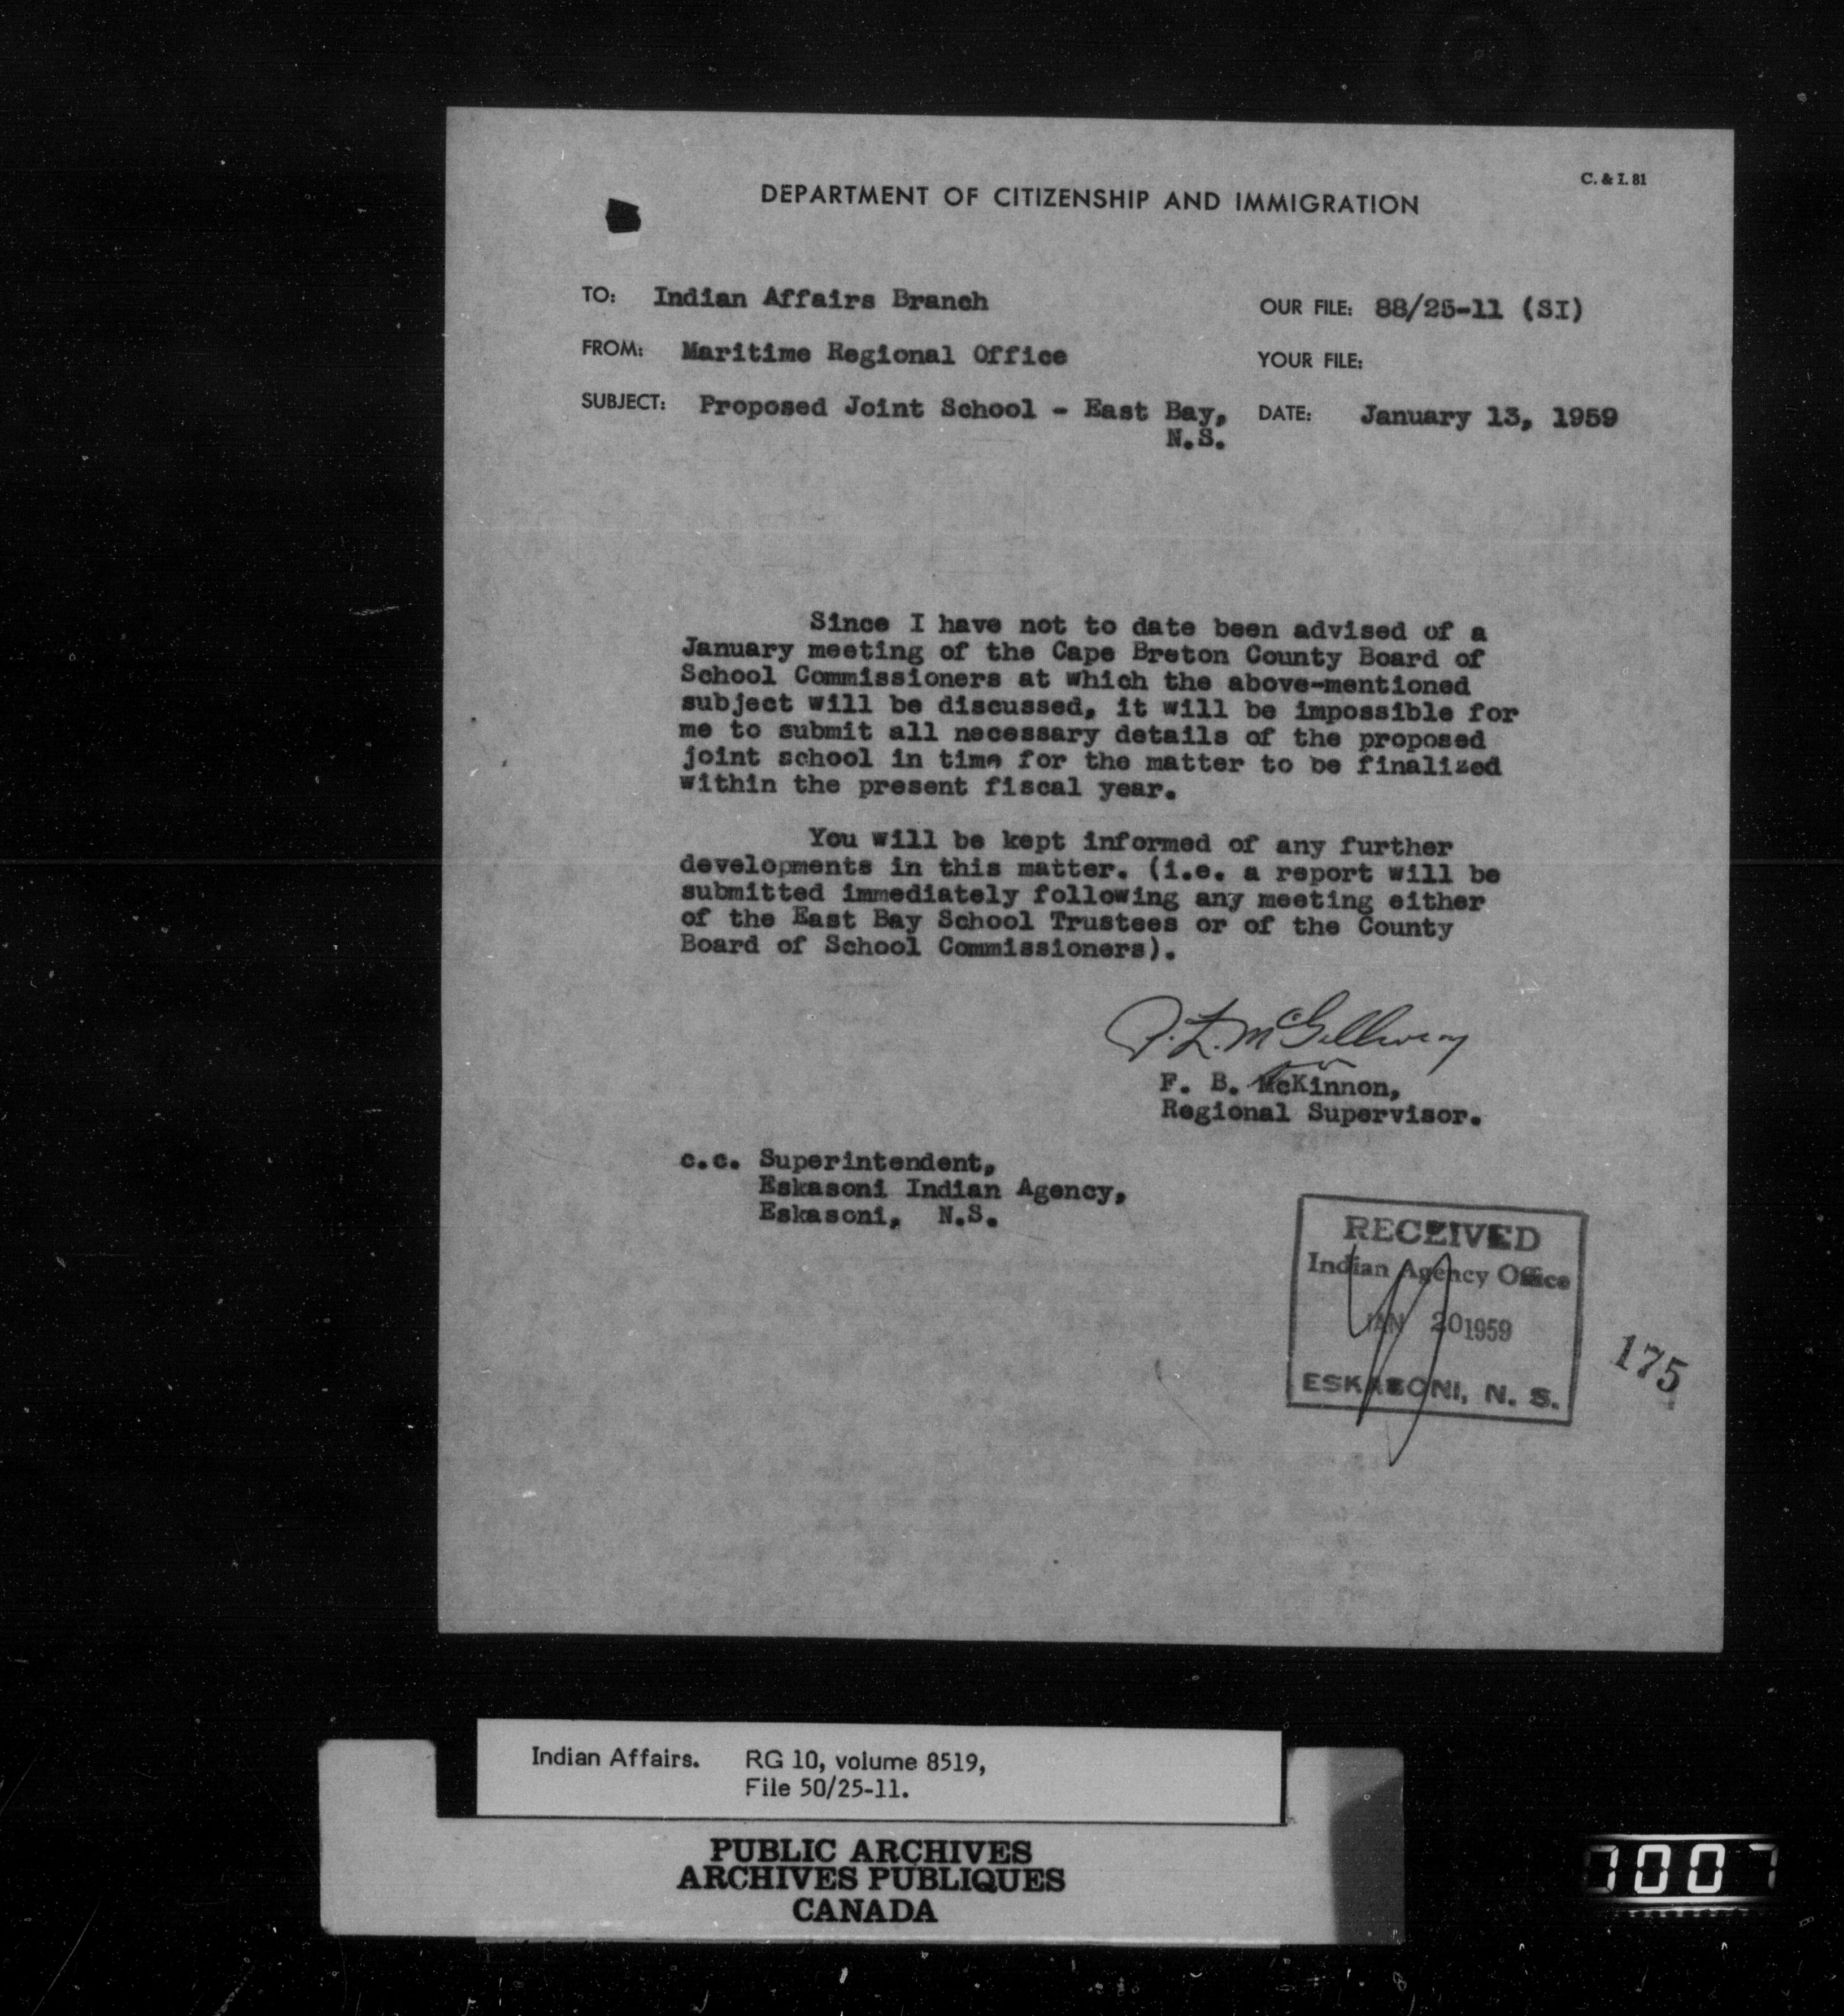 C. & I. 81
DEPARTMENT OF CITIZENSHIP AND IMMIGRATION
TO: Indian Affairs Branch
OUR FILE: 88/25-11 (SI)
FROM: Maritime Regional Office
YOUR FILE:
SUBJECT: Proposed Joint School - East Bay,
N.S.
DATE: January 13, 1959
Since I have not to date been advised of a
January meeting of the Cape Breton County Board of
School Commissioners at which the above-mentioned
subject will be discussed, it will be impossible for
me to submit all necessary details of the proposed
joint school in time for the matter to be finalized
within the present fiscal year.
You will be kept informed of any further
developments in this matter. (i.e. a report will be
submitted immediately following any meeting either
of the East Bay School Trustees or of the County
Board of School Commissioners).
F. B. McKinnon,
Regional Supervisor.
c.c. Superintendent,
Eskasoni Indian Agency,
Eskasoni, N.S.
RECEIVED
Indian Agency Office
JAN 20 1959
ESKASONI, N. S.
175
Indian Affairs. RG 10, volume 8519,
File 50/25-11.
PUBLIC ARCHIVES
ARCHIVES PUBLIQUES
CANADA